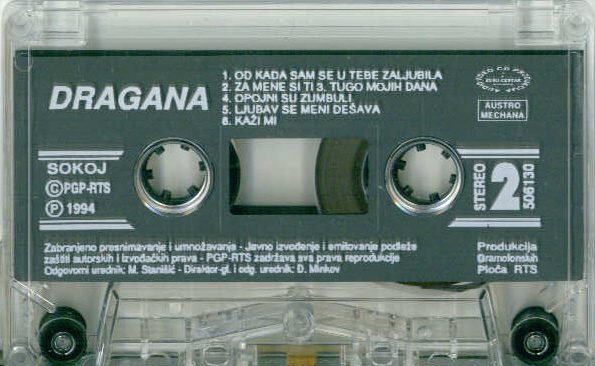 DRAGANA
1. OD KADA SAM SE U TEBE ZALJUBILA
2. ZA MENE SI TI 3. TUGO MOJIH DANA
4. OPOJNI SU ZUMBULI
5. LJUBAV SE MENI DEŠAVA
6. KAŽI MI
AUSTRO
MECHANA
SOKOJ
©PGP-RTS
℗ 1994
STEREO
2
506130
Zabranjeno presnimavanje i umnožavanje - Javno izvođenje i emitovanje podleže
zaštiti autorskih i izvođačkih prava - PGP-RTS zadržava sva prava reprodukcije
Odgovorni urednik: M. Stanišić - Direktor-gl. i odg. urednik: D. Minkov
Produkcija
Gramofonskih
Ploča RTS